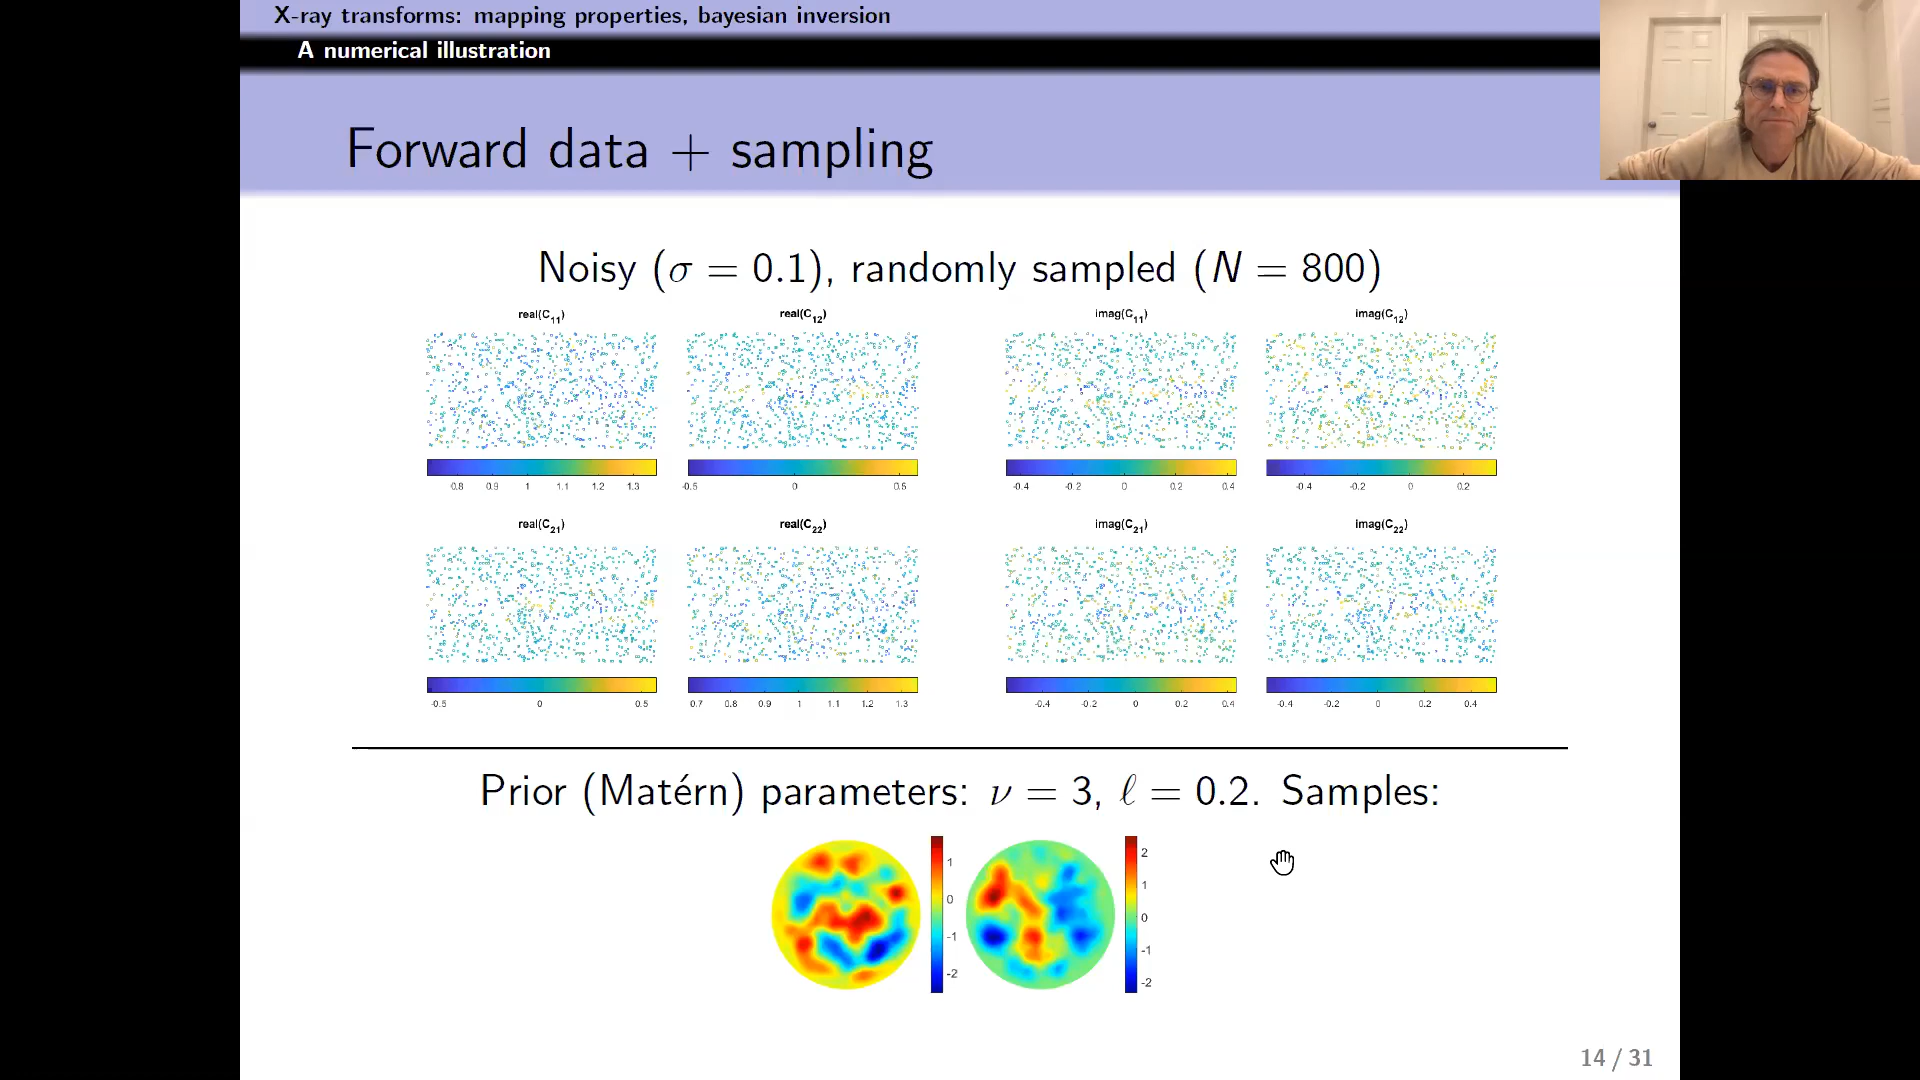 X-ray transforms: mapping properties, bayesian inversion
A numerical illustration
Forward data + sampling
Noisy (σ = 0.1), randomly sampled (N = 800)
real(C11) real(C12) imag(C11) imag(C12)
0.8 0.9 1 1.1 1.2 1.3 -0.5 0 0.5 -0.4 -0.2 0 0.2 0.4 -0.4 -0.2 0 0.2
real(C21) real(C22) imag(C21) imag(C22)
-0.5 0 0.5 0.7 0.8 0.9 1 1.1 1.2 1.3 -0.4 -0.2 0 0.2 0.4 -0.4 -0.2 0 0.2 0.4
Prior (Matérn) parameters: ν = 3, ℓ = 0.2. Samples:
1 2
0 1
-1 0
-2 -1
-2
14 / 31